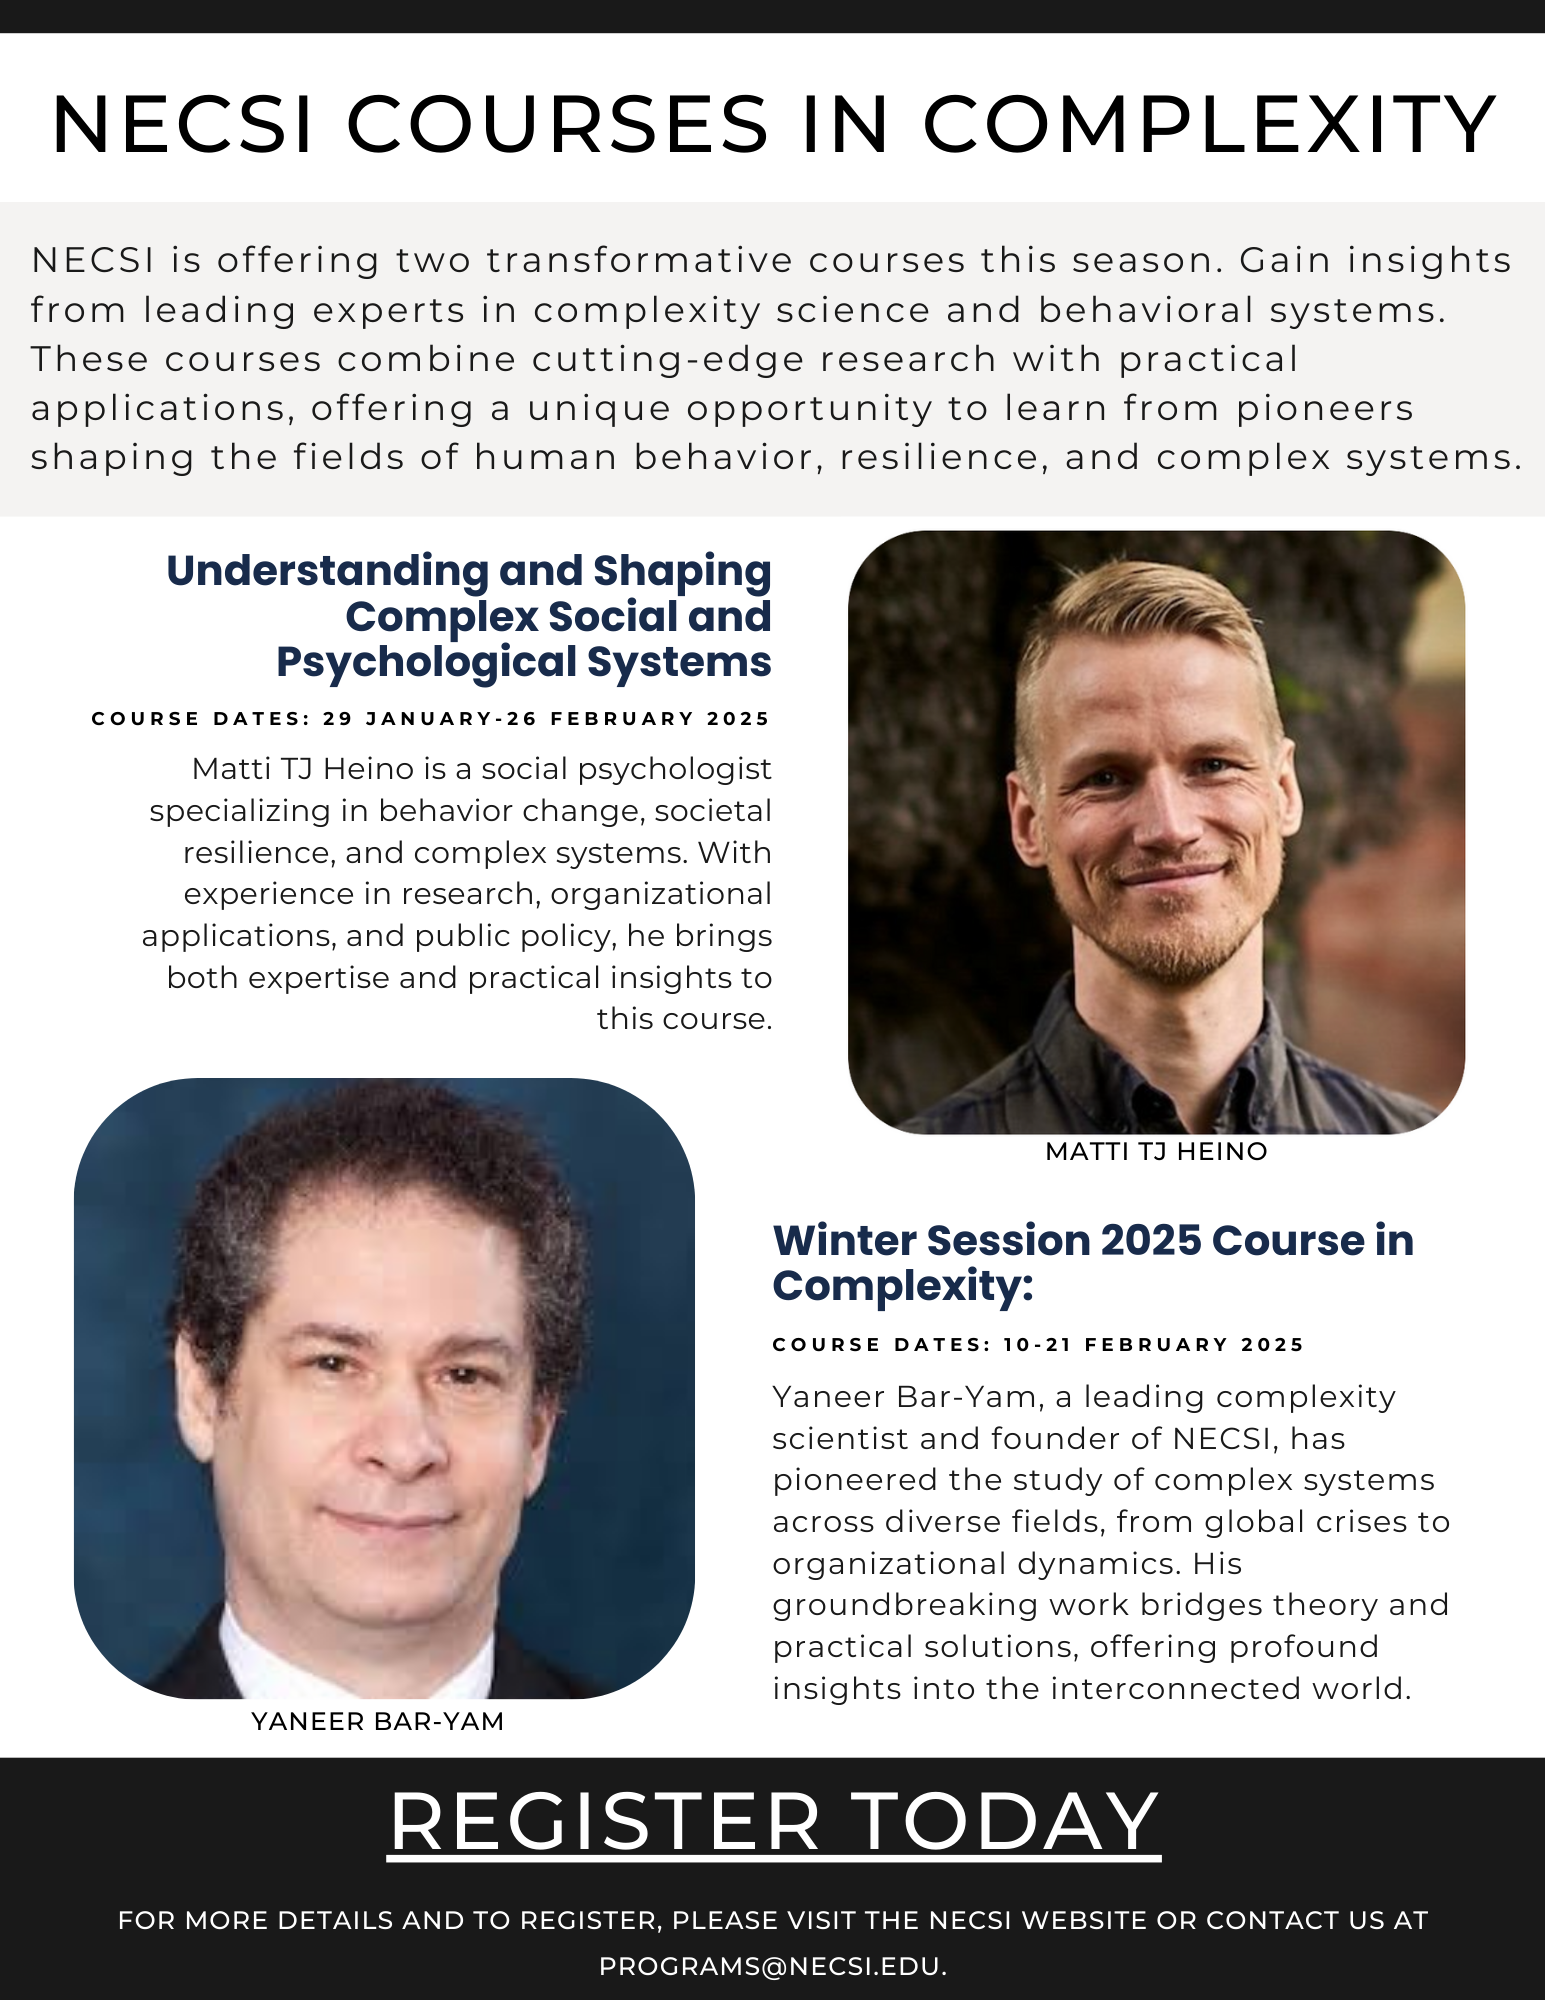 NECSI COURSES IN COMPLEXITY
NECSI is offering two transformative courses this season. Gain insights
from leading experts in complexity science and behavioral systems.
These courses combine cutting-edge research with practical
applications, offering a unique opportunity to learn from pioneers
shaping the fields of human behavior, resilience, and complex systems.
Understanding and Shaping
Complex Social and
Psychological Systems
COURSE DATES: 29 JANUARY-26 FEBRUARY 2025
Matti TJ Heino is a social psychologist
specializing in behavior change, societal
resilience, and complex systems. With
experience in research, organizational
applications, and public policy, he brings
both expertise and practical insights to
this course.
MATTI TJ HEINO
Winter Session 2025 Course in
Complexity:
COURSE DATES: 10-21 FEBRUARY 2025
Yaneer Bar-Yam, a leading complexity
scientist and founder of NECSI, has
pioneered the study of complex systems
across diverse fields, from global crises to
organizational dynamics. His
groundbreaking work bridges theory and
practical solutions, offering profound
insights into the interconnected world.
YANEER BAR-YAM
REGISTER TODAY
FOR MORE DETAILS AND TO REGISTER, PLEASE VISIT THE NECSI WEBSITE OR CONTACT US AT
PROGRAMS@NECSI.EDU.